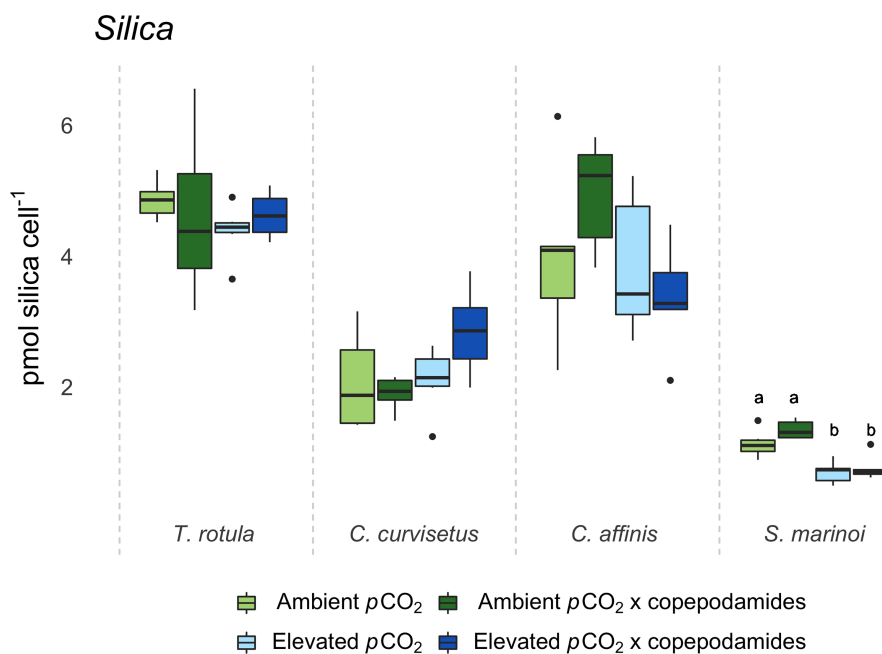 Silica
pmol silica cell⁻¹
6
4
2
a a
b b
T. rotula C. curvisetus C. affinis S. marinoi
Ambient pCO₂ Ambient pCO₂ x copepodamides
Elevated pCO₂ Elevated pCO₂ x copepodamides